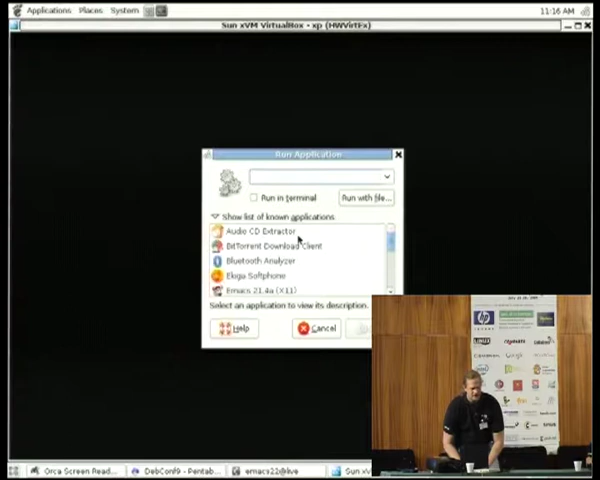 Applications Places System 11:16 AM
Sun xVM VirtualBox - xp (HWVirtEx)
Run Application
Run in terminal
Run with file...
Show list of known applications
Audio CD Extractor
BitTorrent Download Client
Bluetooth Analyzer
Ekiga Softphone
Emacs 21.4a (X11)
Select an application to view its description.
Help
Cancel
hp
Google
Orca Screen Read...
DebConf9 - Pentab...
emacs22@live
Sun xV